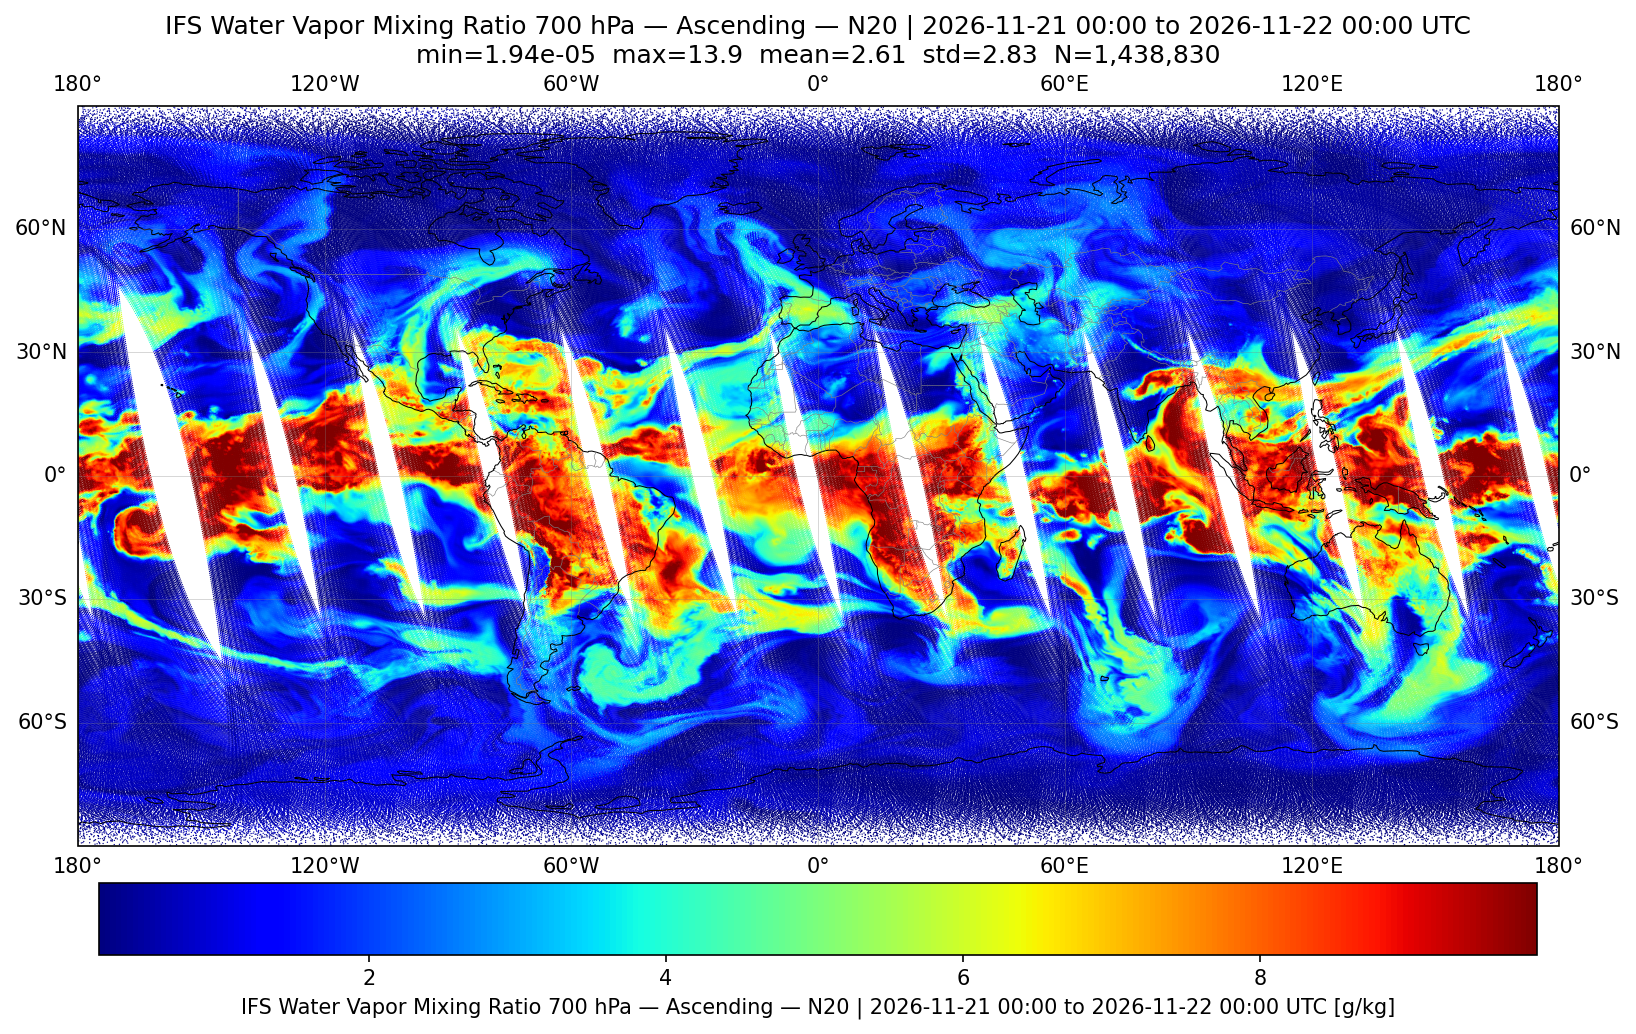 IFS Water Vapor Mixing Ratio 700 hPa — Ascending — N20 | 2026-11-21 00:00 to 2026-11-22 00:00 UTC
min=1.94e-05  max=13.9  mean=2.61  std=2.83  N=1,438,830
180° 120°W 60°W 0° 60°E 120°E 180°
60°N 60°N
30°N 30°N
0° 0°
30°S 30°S
60°S 60°S
180° 120°W 60°W 0° 60°E 120°E 180°
2 4 6 8
IFS Water Vapor Mixing Ratio 700 hPa — Ascending — N20 | 2026-11-21 00:00 to 2026-11-22 00:00 UTC [g/kg]